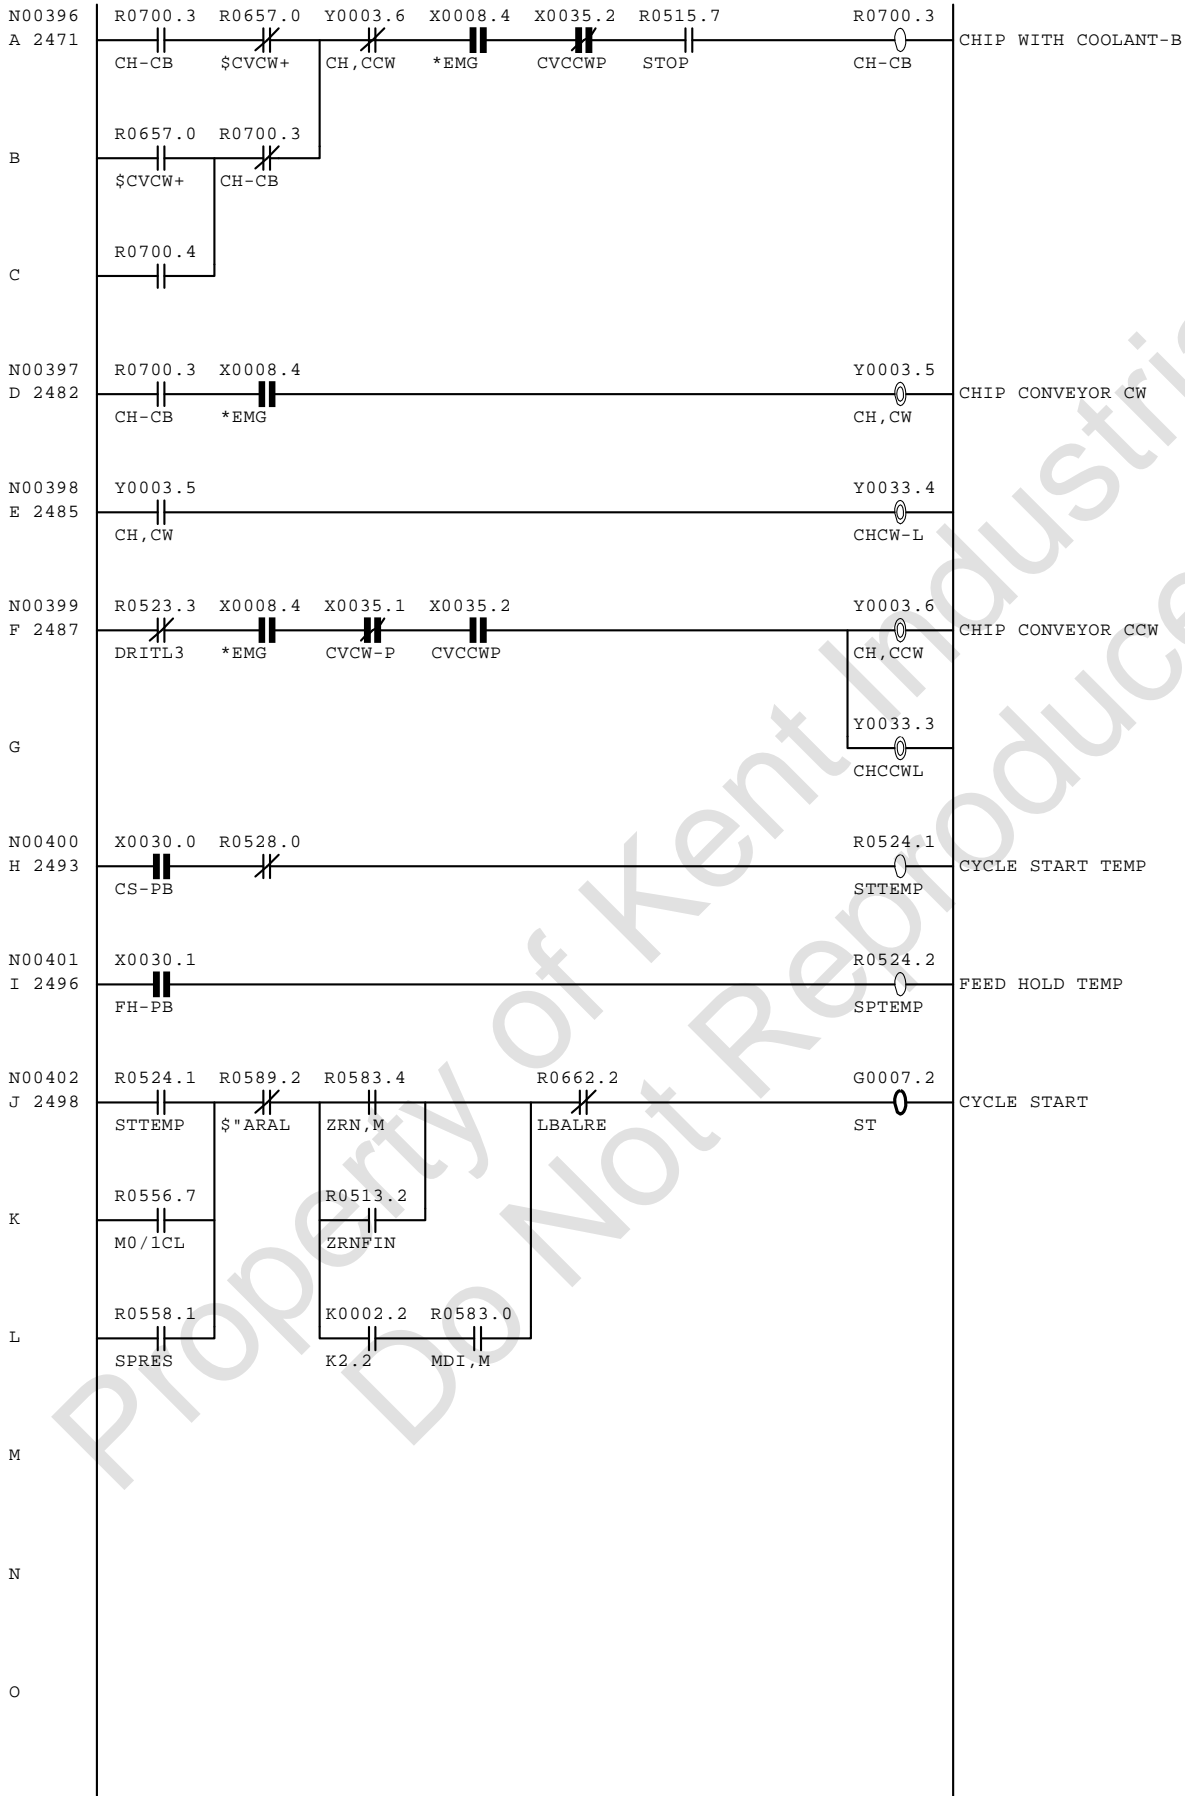 N00396 R0700.3 R0657.0 Y0003.6 X0008.4 X0035.2 R0515.7 R0700.3
A 2471 CHIP WITH COOLANT-B
CH-CB $CVCW+ CH,CCW *EMG CVCCWP STOP CH-CB
R0657.0 R0700.3
B
$CVCW+ CH-CB
R0700.4
C
N00397 R0700.3 X0008.4 Y0003.5
D 2482 CHIP CONVEYOR CW
CH-CB *EMG CH,CW
N00398 Y0003.5 Y0033.4
E 2485
CH,CW CHCW-L
N00399 R0523.3 X0008.4 X0035.1 X0035.2 Y0003.6
F 2487 CHIP CONVEYOR CCW
DRITL3 *EMG CVCW-P CVCCWP CH,CCW
Y0033.3
G
CHCCWL
N00400 X0030.0 R0528.0 R0524.1
H 2493 CYCLE START TEMP
CS-PB STTEMP
N00401 X0030.1 R0524.2
I 2496 FEED HOLD TEMP
FH-PB SPTEMP
N00402 R0524.1 R0589.2 R0583.4 R0662.2 G0007.2
J 2498 CYCLE START
STTEMP $"ARAL ZRN,M LBALRE ST
R0556.7 R0513.2
K
M0/1CL ZRNFIN
R0558.1 K0002.2 R0583.0
L
SPRES K2.2 MDI,M
M
N
O
Property of Kent
Do Not